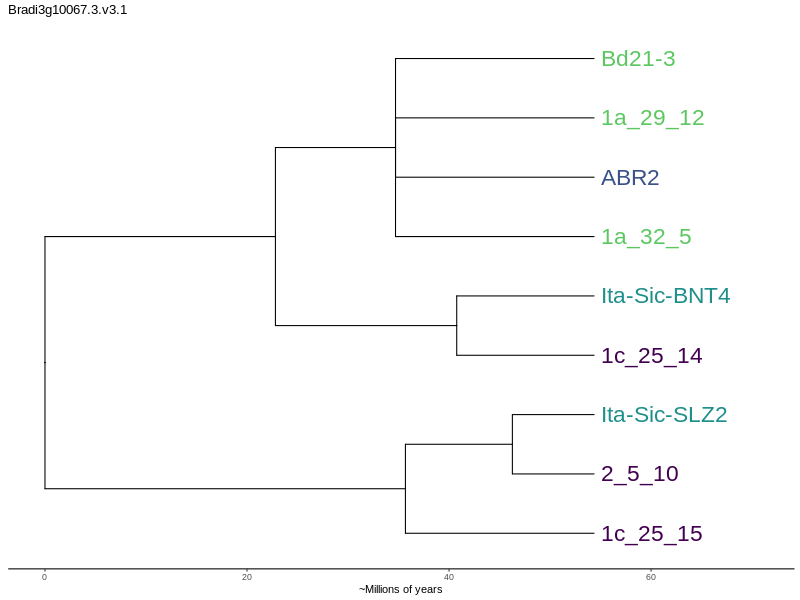 Bradi3g10067.3.v3.1
Bd21-3
1a_29_12
ABR2
1a_32_5
Ita-Sic-BNT4
1c_25_14
Ita-Sic-SLZ2
2_5_10
1c_25_15
0 20 40 60
~Millions of years